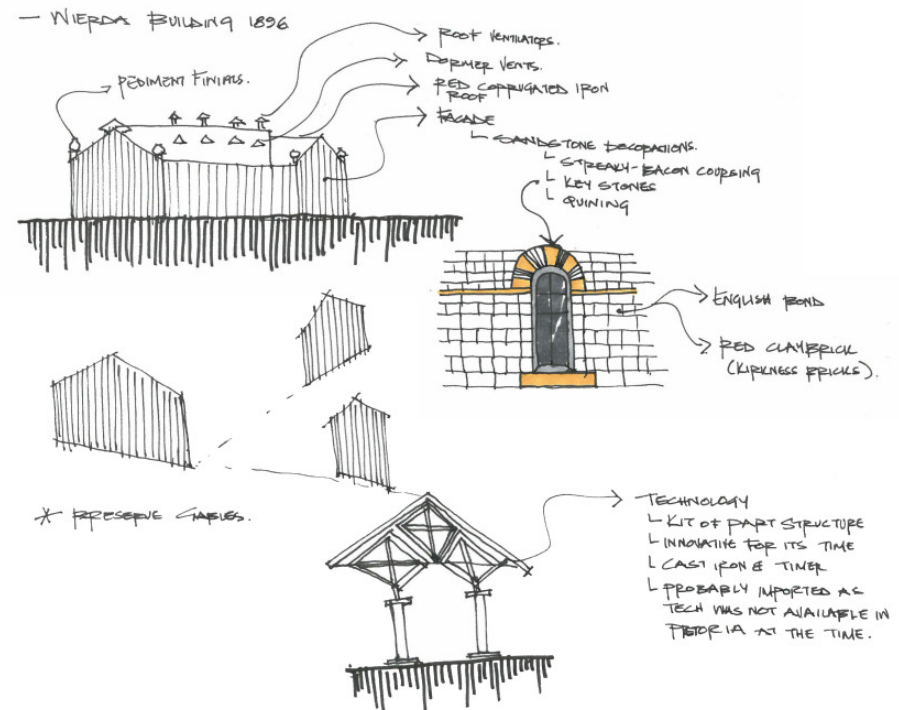 — WIERDA BUILDING 1896
PEDIMENT FINIALS.
ROOF VENTILATORS.
DORMER VENTS.
RED CORRUGATED IRON
ROOF
FACADE
SANDSTONE DECORATIONS.
STREAKY-BACON COURSING
KEY STONES
QUINING
ENGLISH BOND
RED CLAYBRICK
(KIRKNESS BRICKS).
* PRESERVE GABLES.
TECHNOLOGY
KIT OF PART STRUCTURE
INNOVATIVE FOR ITS TIME
CAST IRON & TIMER
PROBABLY IMPORTED AS
TECH WAS NOT AVAILABLE IN
PRETORIA AT THE TIME.